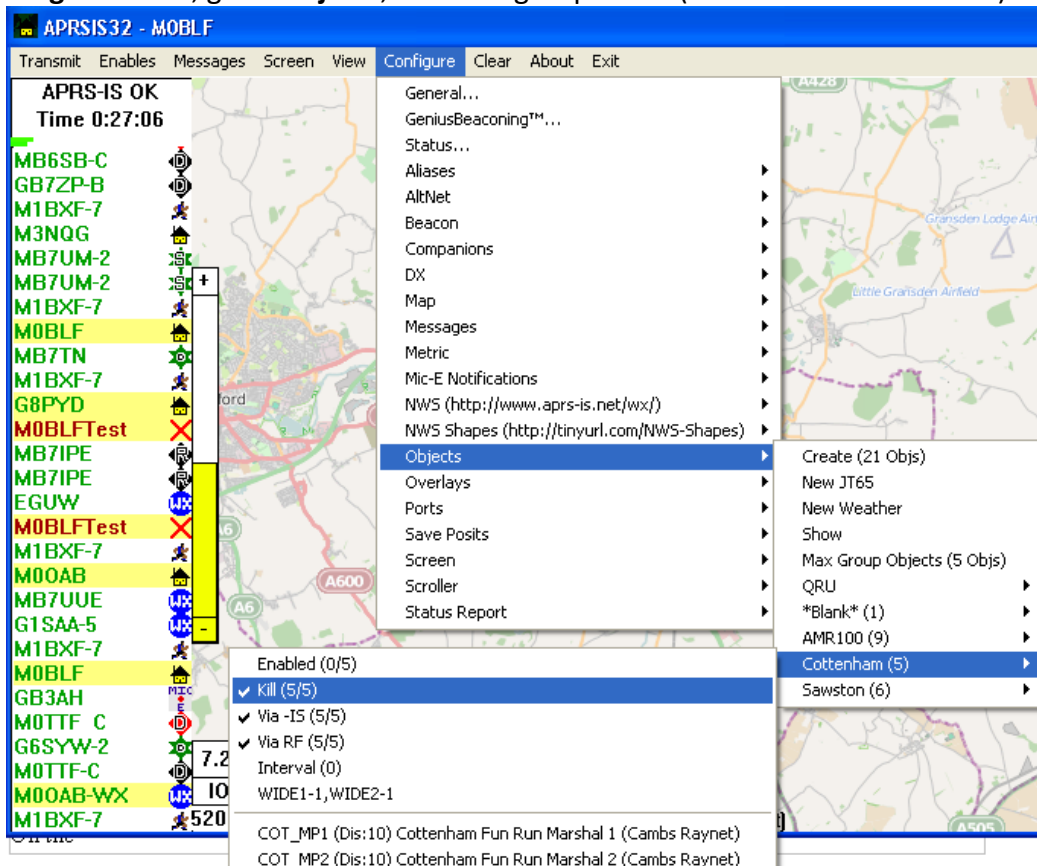 APRSIS32 - M0BLF
Transmit Enables Messages Screen View Configure Clear About Exit
APRS-IS OK
Time 0:27:06
MB6SB-C
GB7ZP-B
M1BXF-7
M3NQG
MB7UM-2
MB7UM-2
M1BXF-7
M0BLF
MB7TN
M1BXF-7
G8PYD
M0BLFTest
MB7IPE
MB7IPE
EGUW
M0BLFTest
M1BXF-7
M0OAB
MB7UUE
G1SAA-5
M1BXF-7
M0BLF
GB3AH
M0TTF C
G6SYW-2
M0TTF-C
M0OAB-WX
M1BXF-7
+
-
General...
GeniusBeaconing™...
Status...
Aliases
AltNet
Beacon
Companions
DX
Map
Messages
Metric
Mic-E Notifications
NWS (http://www.aprs-is.net/wx/)
NWS Shapes (http://tinyurl.com/NWS-Shapes)
Objects
Overlays
Ports
Save Posits
Screen
Scroller
Status Report
Create (21 Objs)
New JT65
New Weather
Show
Max Group Objects (5 Objs)
QRU
*Blank* (1)
AMR100 (9)
Cottenham (5)
Sawston (6)
Enabled (0/5)
Kill (5/5)
Via -IS (5/5)
Via RF (5/5)
Interval (0)
WIDE1-1,WIDE2-1
COT_MP1 (Dis:10) Cottenham Fun Run Marshal 1 (Cambs Raynet)
COT_MP2 (Dis:10) Cottenham Fun Run Marshal 2 (Cambs Raynet)
A428
Gransden Lodge Air
Little Gransden Airfield
ford
A6
A600
A6
A505
7.2
IO
520